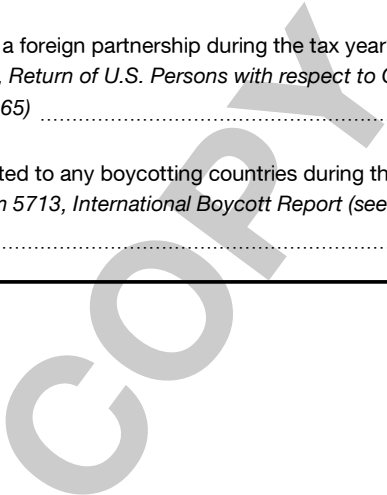 a foreign partnership during the tax year
, Return of U.S. Persons with respect to
65)
ted to any boycotting countries during th
5713, International Boycott Report (see
COPY